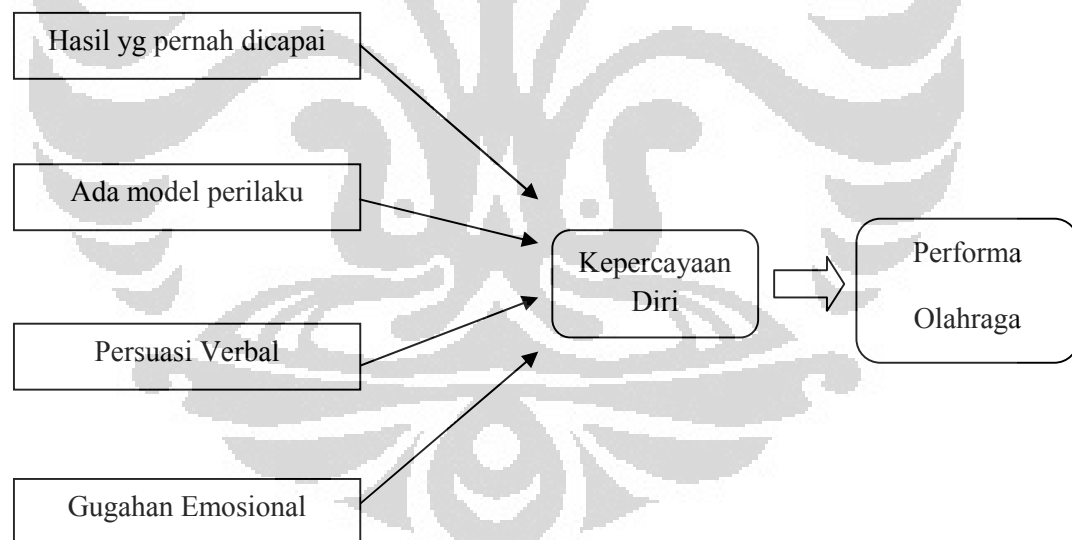 Hasil yg pernah dicapai
Ada model perilaku
Persuasi Verbal
Gugahan Emosional
Kepercayaan
Diri
Performa
Olahraga